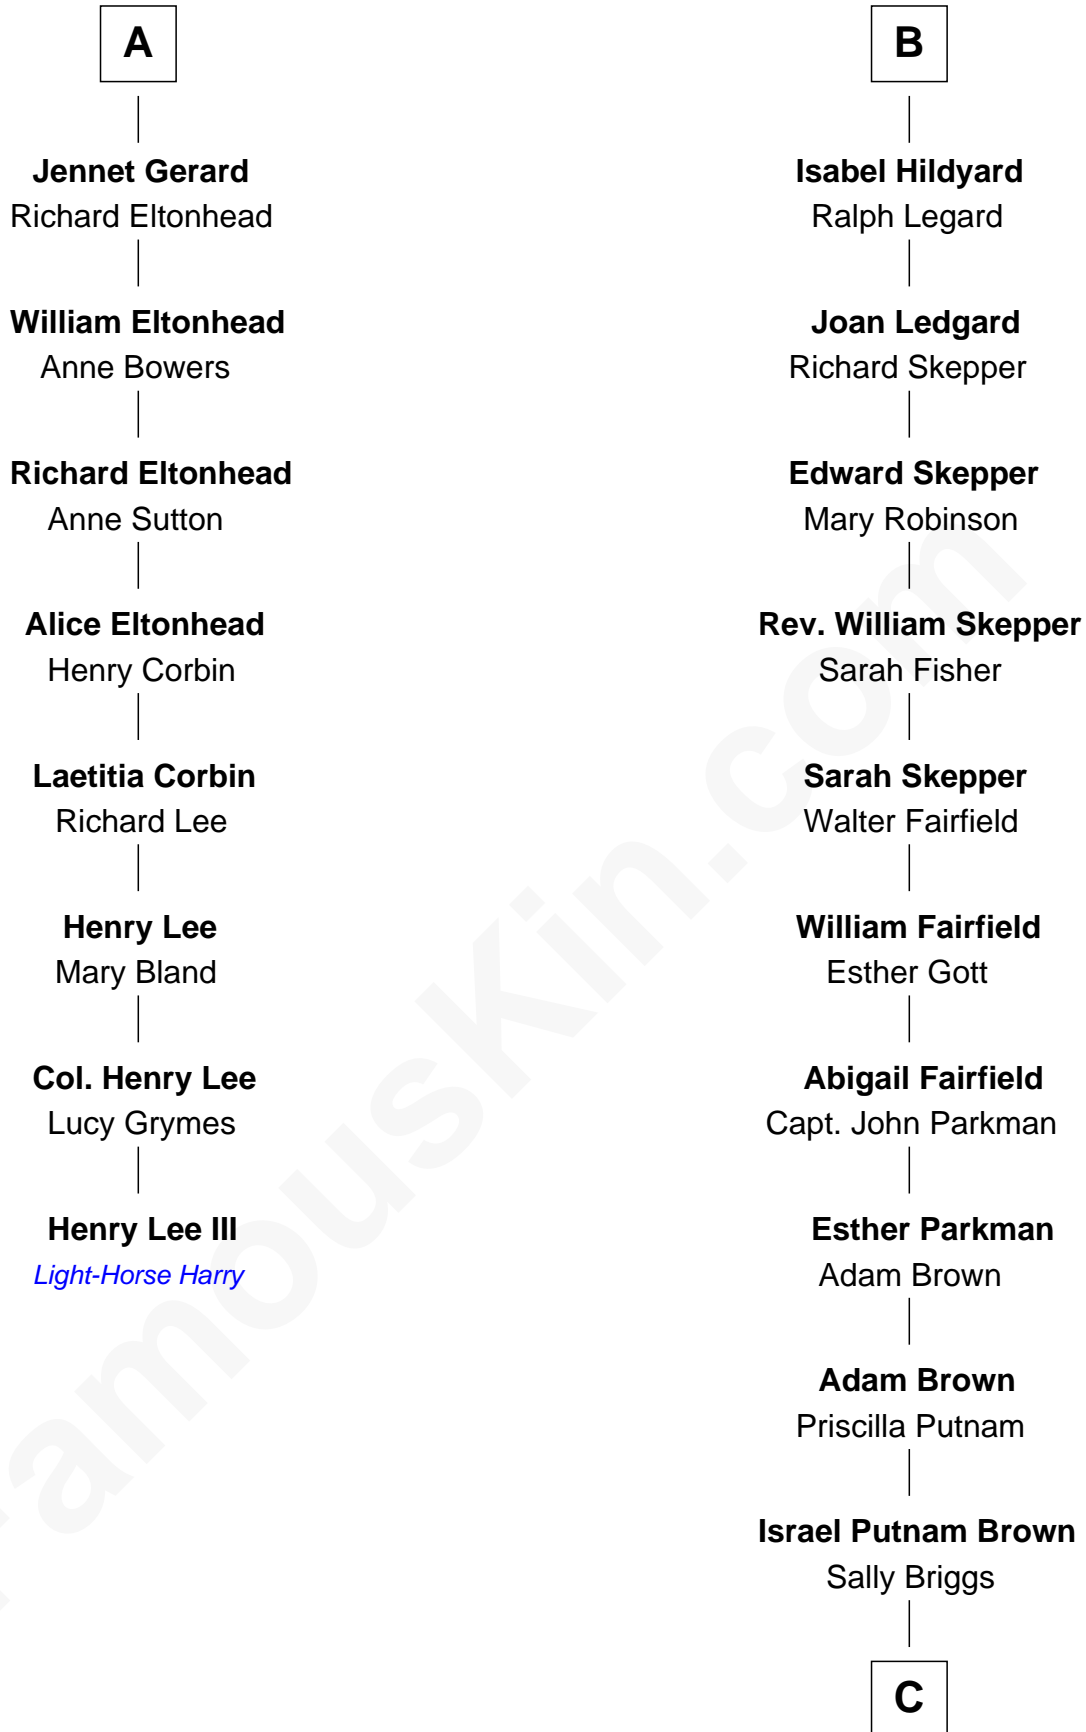 A
Jennet Gerard
Richard Eltonhead
William Eltonhead
Anne Bowers
Richard Eltonhead
Anne Sutton
Alice Eltonhead
Henry Corbin
Laetitia Corbin
Richard Lee
Henry Lee
Mary Bland
Col. Henry Lee
Lucy Grymes
Henry Lee III
Light-Horse Harry
B
Isabel Hildyard
Ralph Legard
Joan Ledgard
Richard Skepper
Edward Skepper
Mary Robinson
Rev. William Skepper
Sarah Fisher
Sarah Skepper
Walter Fairfield
William Fairfield
Esther Gott
Abigail Fairfield
Capt. John Parkman
Esther Parkman
Adam Brown
Adam Brown
Priscilla Putnam
Israel Putnam Brown
Sally Briggs
C
FamousKin.com